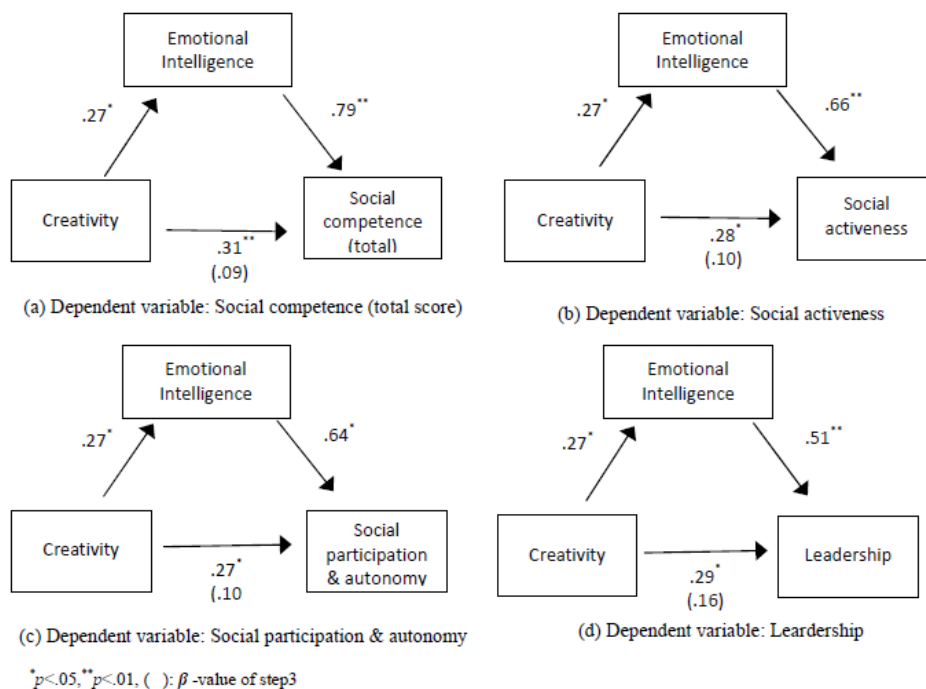 Emotional
Intelligence
.27*
.79**
Creativity
Social
competence
(total)
.31**
(.09)
(a) Dependent variable: Social competence (total score)
Emotional
Intelligence
.27*
.66**
Creativity
Social
activeness
.28*
(.10)
(b) Dependent variable: Social activeness
Emotional
Intelligence
.27*
.64*
Creativity
Social
participation
& autonomy
.27*
(.10
(c) Dependent variable: Social participation & autonomy
Emotional
Intelligence
.27*
.51**
Creativity
Leadership
.29*
(.16)
(d) Dependent variable: Leardership
*p<.05,**p<.01, ( ): β -value of step3